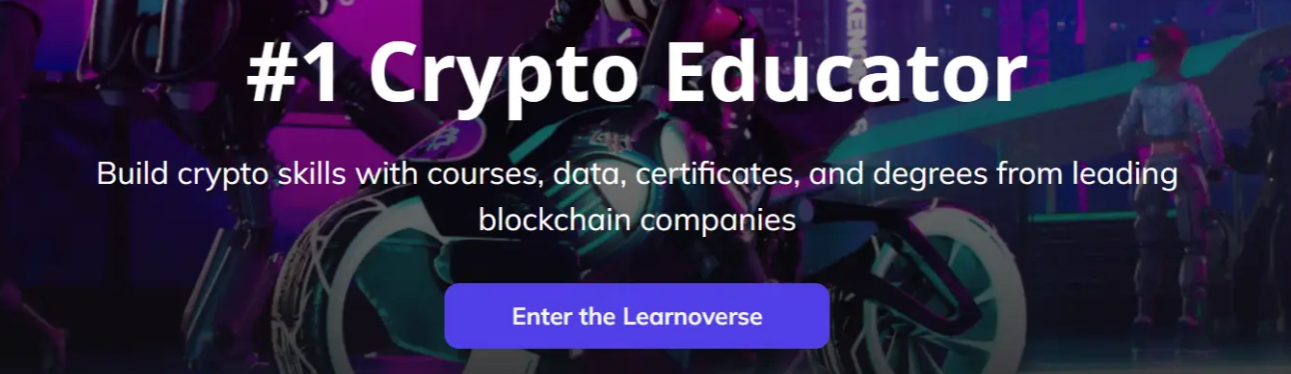 #1 Crypto Educator
Build crypto skills with courses, data, certificates, and degrees from leading
blockchain companies
Enter the Learnoverse